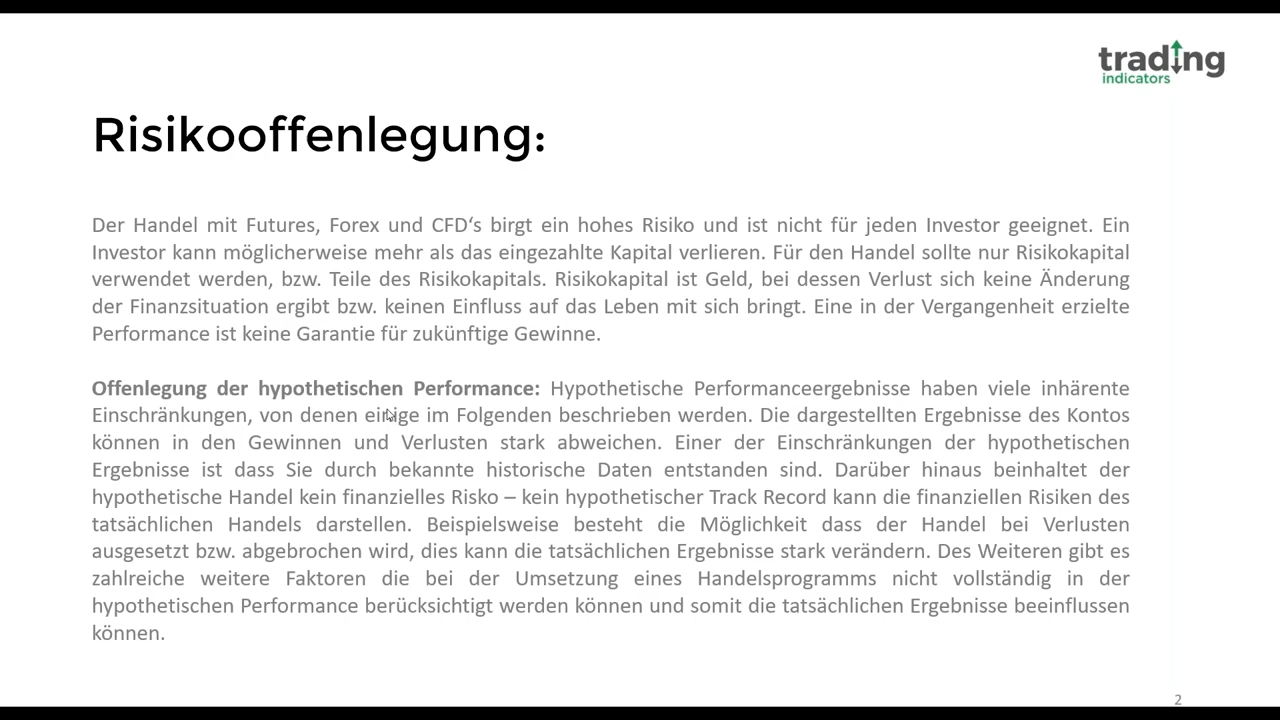 trading
indicators
Risikooffenlegung:
Der Handel mit Futures, Forex und CFD‘s birgt ein hohes Risiko und ist nicht für jeden Investor geeignet. Ein
Investor kann möglicherweise mehr als das eingezahlte Kapital verlieren. Für den Handel sollte nur Risikokapital
verwendet werden, bzw. Teile des Risikokapitals. Risikokapital ist Geld, bei dessen Verlust sich keine Änderung
der Finanzsituation ergibt bzw. keinen Einfluss auf das Leben mit sich bringt. Eine in der Vergangenheit erzielte
Performance ist keine Garantie für zukünftige Gewinne.
Offenlegung der hypothetischen Performance: Hypothetische Performanceergebnisse haben viele inhärente
Einschränkungen, von denen einige im Folgenden beschrieben werden. Die dargestellten Ergebnisse des Kontos
können in den Gewinnen und Verlusten stark abweichen. Einer der Einschränkungen der hypothetischen
Ergebnisse ist dass Sie durch bekannte historische Daten entstanden sind. Darüber hinaus beinhaltet der
hypothetische Handel kein finanzielles Risko – kein hypothetischer Track Record kann die finanziellen Risiken des
tatsächlichen Handels darstellen. Beispielsweise besteht die Möglichkeit dass der Handel bei Verlusten
ausgesetzt bzw. abgebrochen wird, dies kann die tatsächlichen Ergebnisse stark verändern. Des Weiteren gibt es
zahlreiche weitere Faktoren die bei der Umsetzung eines Handelsprogramms nicht vollständig in der
hypothetischen Performance berücksichtigt werden können und somit die tatsächlichen Ergebnisse beeinflussen
können.
2